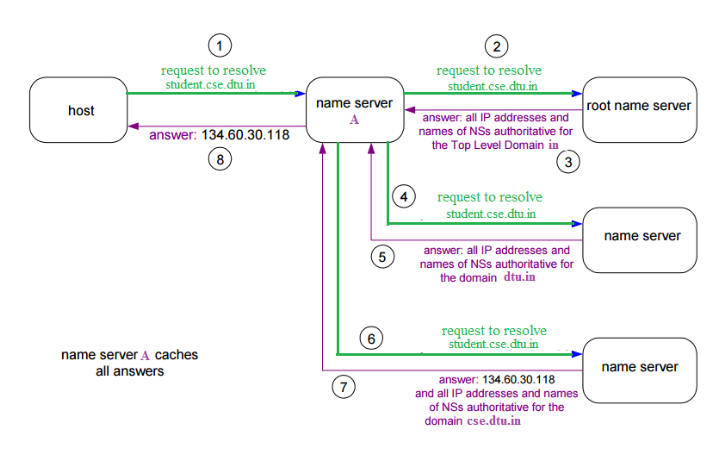 1
request to resolve
student.cse.dtu.in
2
request to resolve
student.cse.dtu.in
host
name server
A
root name server
answer: 134.60.30.118
8
answer: all IP addresses and
names of NSs authoritative for
the Top Level Domain in
3
4
request to resolve
student.cse.dtu.in
name server
5
answer: all IP addresses and
names of NSs authoritative for
the domain dtu.in
6
request to resolve
student.cse.dtu.in
name server A caches
all answers
name server
7
answer: 134.60.30.118
and all IP addresses and names
of NSs authoritative for the
domain cse.dtu.in